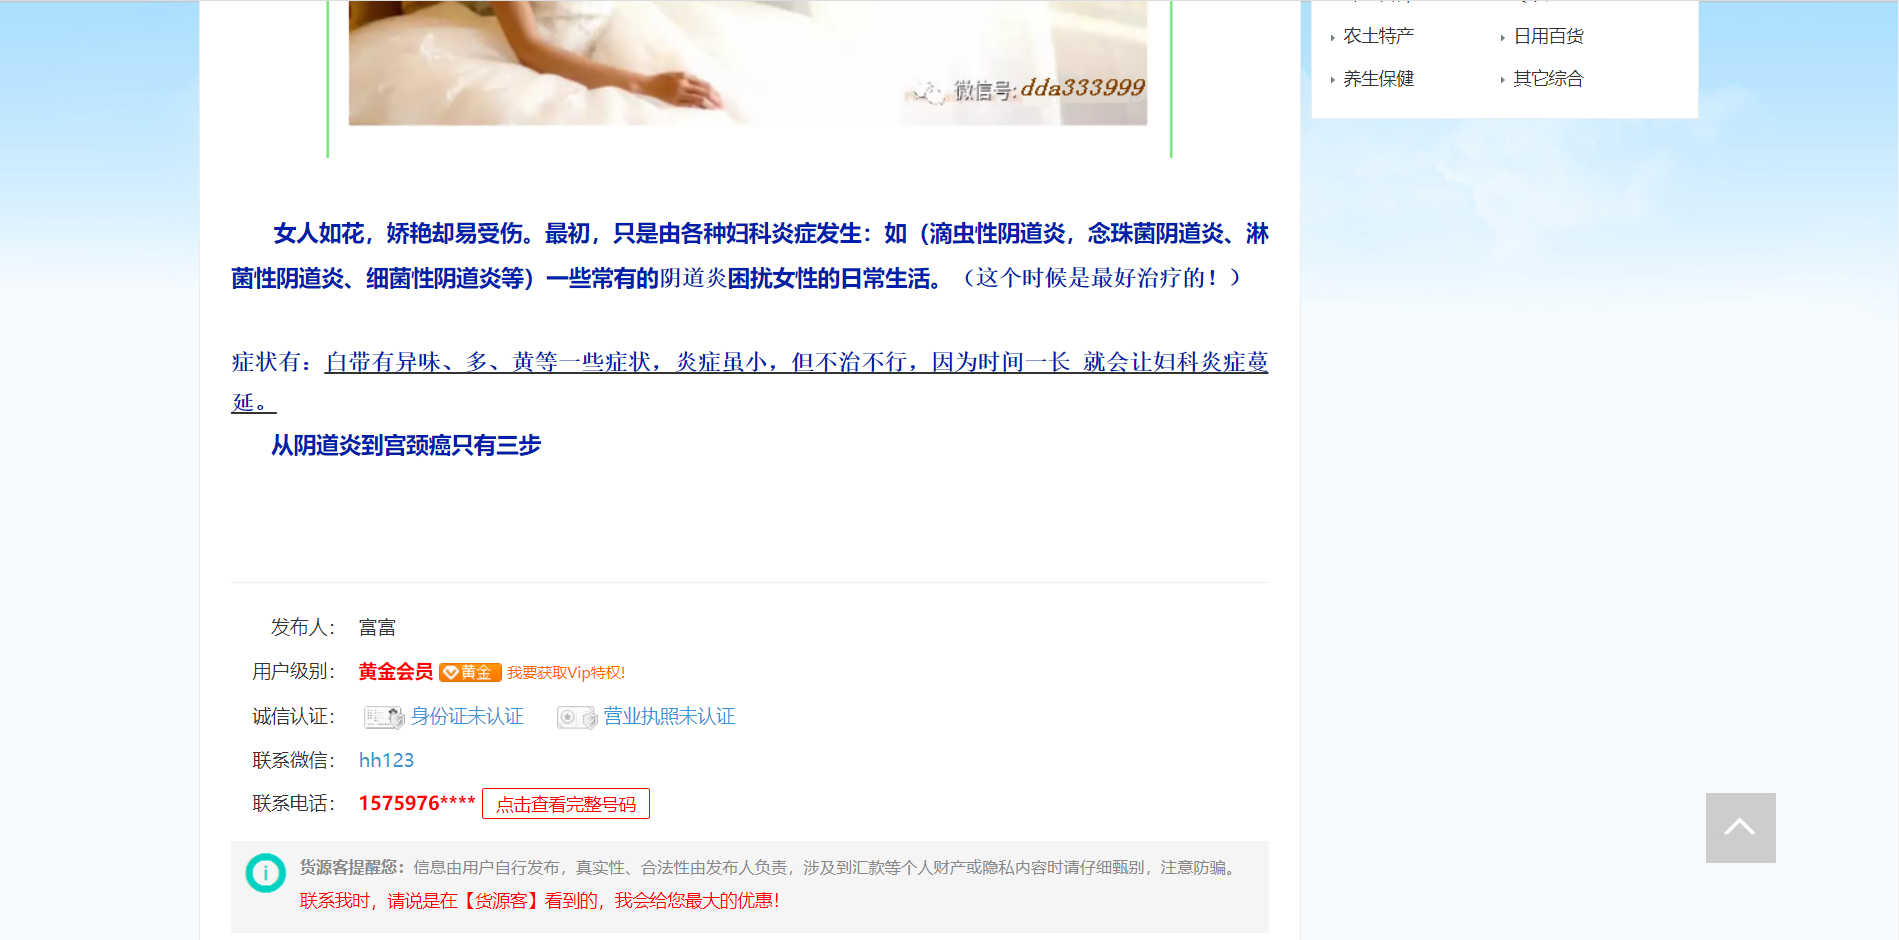 农土特产
日用百货
养生保健
其它综合
微信号:dda333999
女人如花，娇艳却易受伤。最初，只是由各种妇科炎症发生：如（滴虫性阴道炎，念珠菌阴道炎、淋
菌性阴道炎、细菌性阴道炎等）一些常有的阴道炎困扰女性的日常生活。（这个时候是最好治疗的！）
症状有：白带有异味、多、黄等一些症状，炎症虽小，但不治不行，因为时间一长 就会让妇科炎症蔓
延。
从阴道炎到宫颈癌只有三步
发布人： 富富
用户级别： 黄金会员 黄金 我要获取Vip特权!
诚信认证： 身份证未认证 营业执照未认证
联系微信： hh123
联系电话： 1575976**** 点击查看完整号码
货源客提醒您：信息由用户自行发布，真实性、合法性由发布人负责，涉及到汇款等个人财产或隐私内容时请仔细甄别，注意防骗。
联系我时，请说是在【货源客】看到的，我会给您最大的优惠！